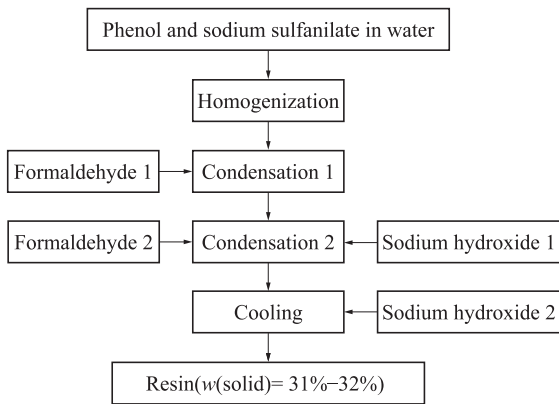 Phenol and sodium sulfanilate in water
Homogenization
Formaldehyde 1
Condensation 1
Formaldehyde 2
Condensation 2
Sodium hydroxide 1
Cooling
Sodium hydroxide 2
Resin(w(solid)= 31%−32%)